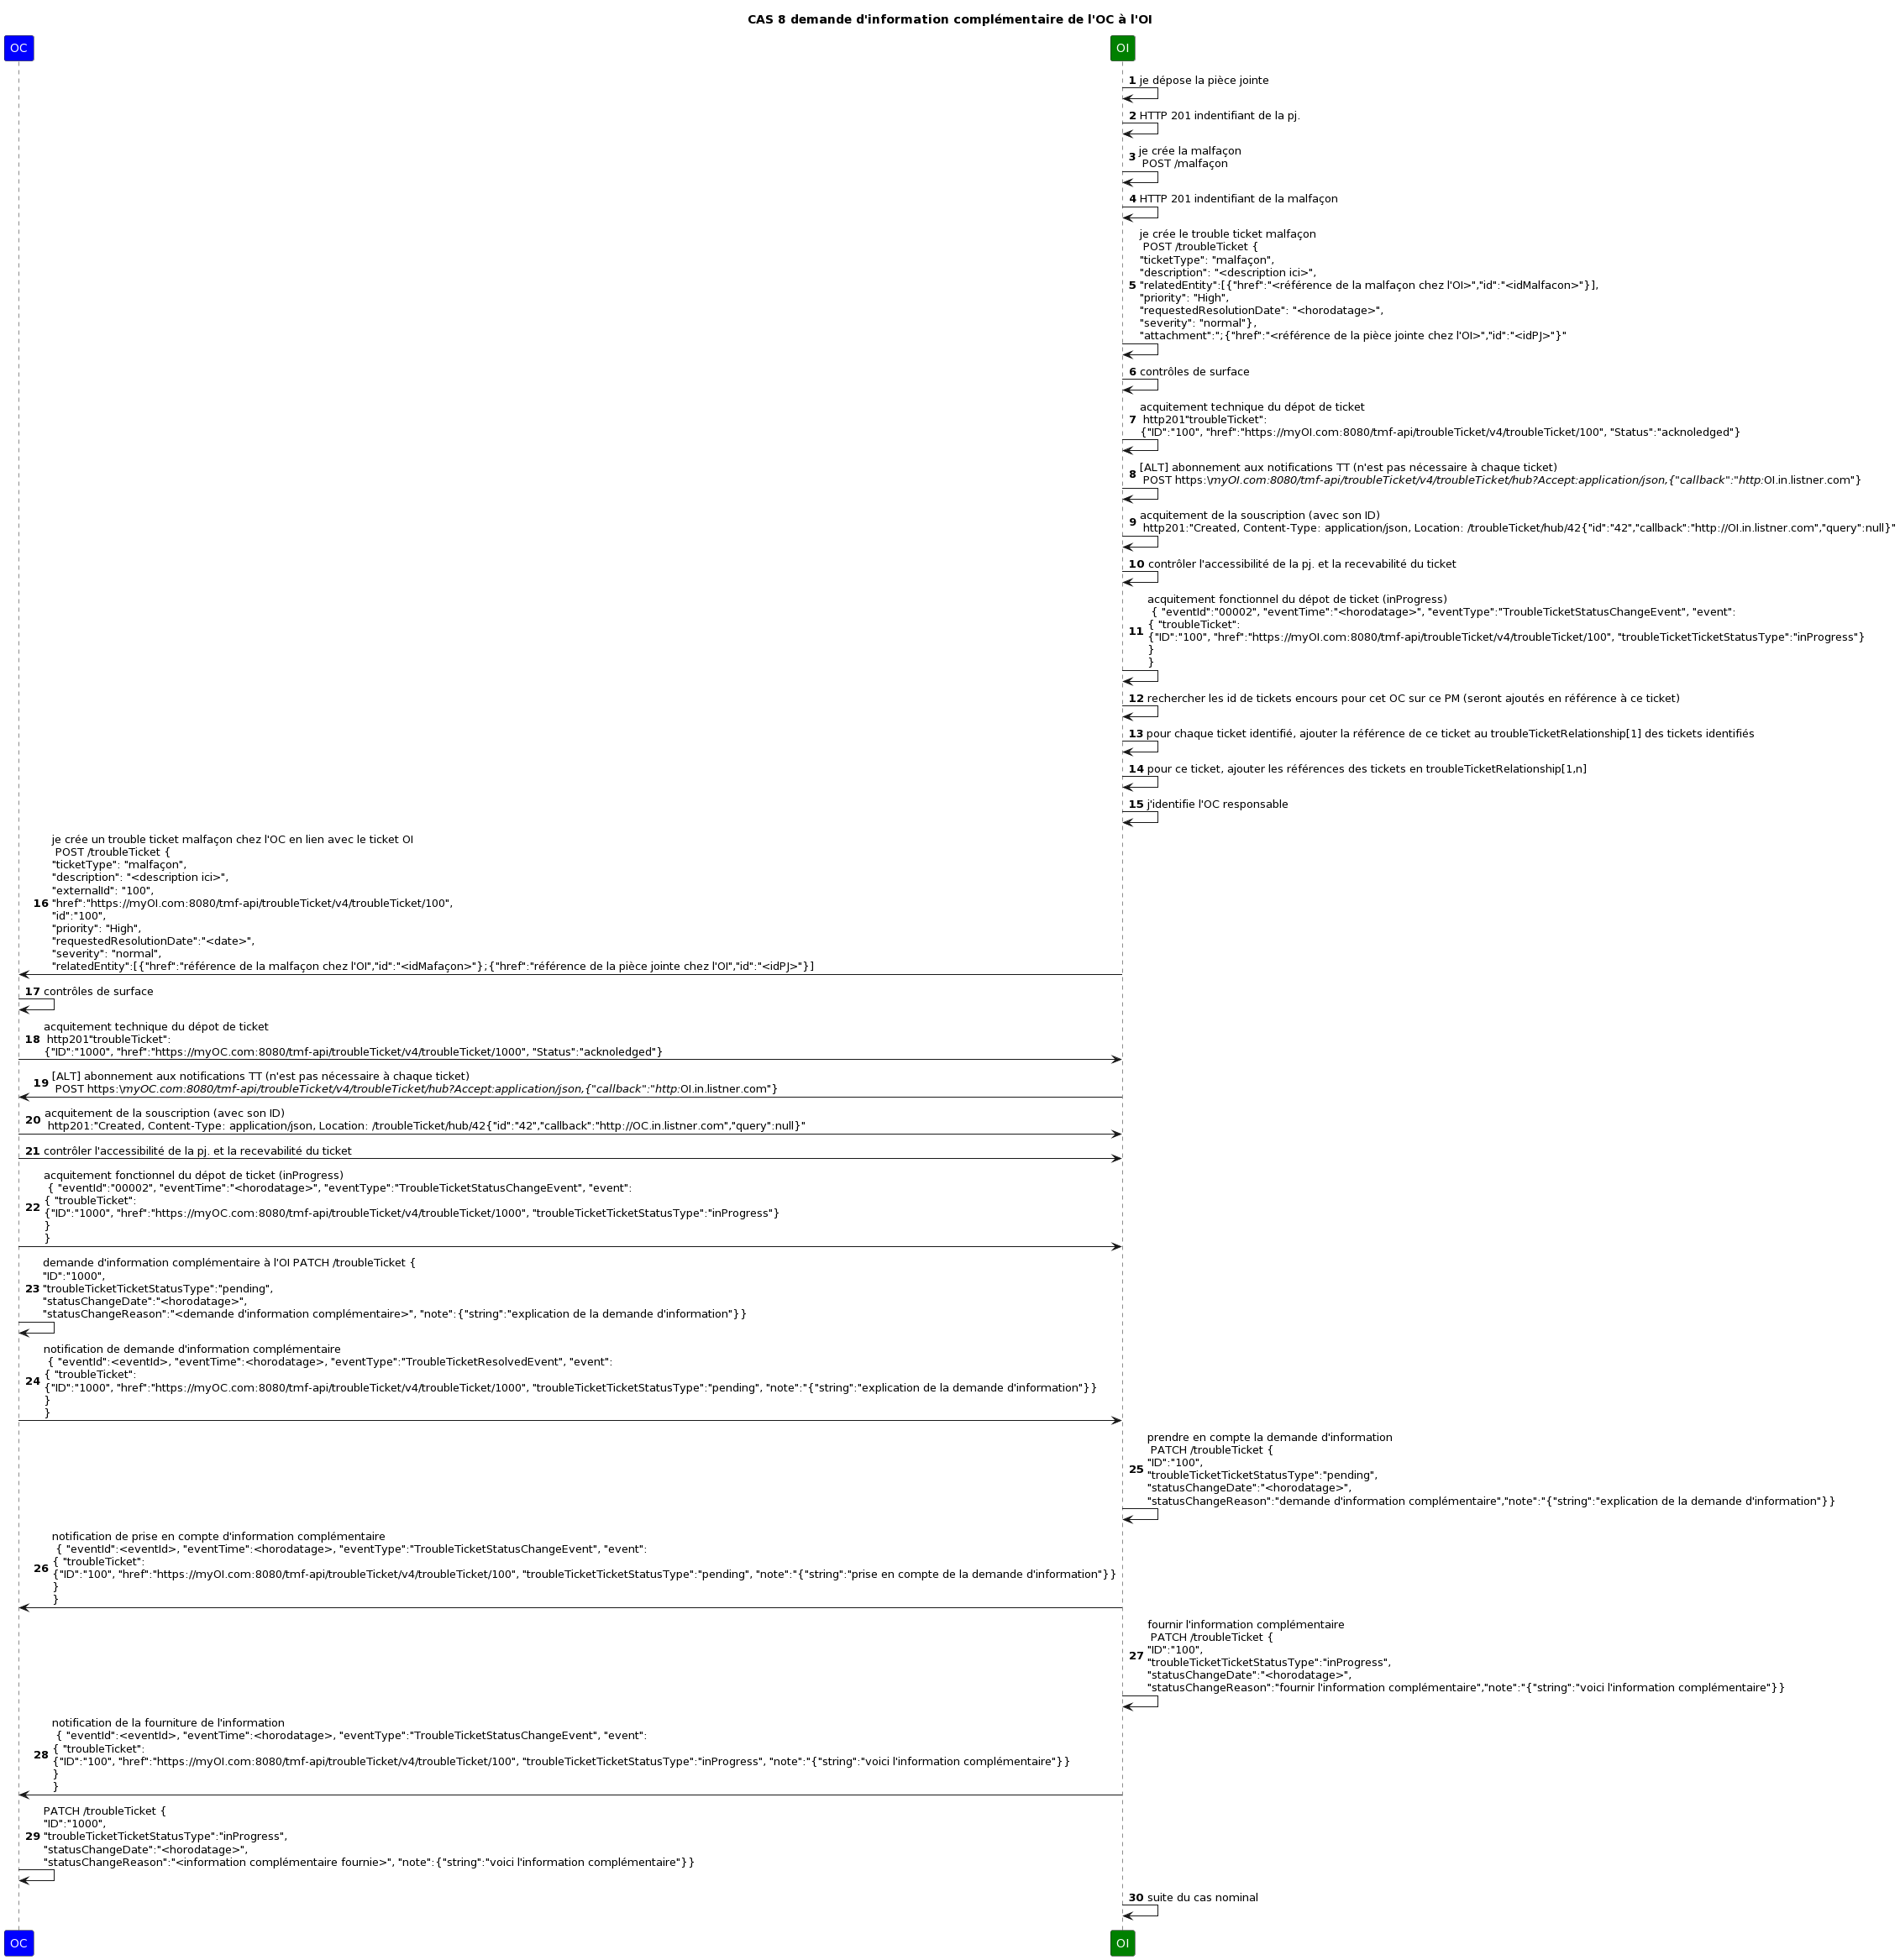 CAS 8 demande d'information complémentaire de l'OC à l'OI
OC
OI
1 je dépose la pièce jointe
2 HTTP 201 indentifiant de la pj.
3 je crée la malfaçon
POST /malfaçon
4 HTTP 201 indentifiant de la malfaçon
je crée le trouble ticket malfaçon
POST /troubleTicket {
"ticketType": "malfaçon",
"description": "<description ici>",
5 "relatedEntity":[{"href":"<référence de la malfaçon chez l'OI>","id":"<idMalfacon>"}],
"priority": "High",
"requestedResolutionDate": "<horodatage>",
"severity": "normal"},
"attachment":";{"href":"<référence de la pièce jointe chez l'OI>","id":"<idPJ>"}"
6 contrôles de surface
acquitement technique du dépot de ticket
7 http201"troubleTicket":
{"ID":"100", "href":"https://myOI.com:8080/tmf-api/troubleTicket/v4/troubleTicket/100", "Status":"acknoledged"}
8 [ALT] abonnement aux notifications TT (n'est pas nécessaire à chaque ticket)
POST https:\myOI.com:8080/tmf-api/troubleTicket/v4/troubleTicket/hub?Accept:application/json,{"callback":"http:OI.in.listner.com"}
9 acquitement de la souscription (avec son ID)
http201:"Created, Content-Type: application/json, Location: /troubleTicket/hub/42{"id":"42","callback":"http://OI.in.listner.com","query":null}"
10 contrôler l'accessibilité de la pj. et la recevabilité du ticket
acquitement fonctionnel du dépot de ticket (inProgress)
{ "eventId":"00002", "eventTime":"<horodatage>", "eventType":"TroubleTicketStatusChangeEvent", "event":
{ "troubleTicket":
11 {"ID":"100", "href":"https://myOI.com:8080/tmf-api/troubleTicket/v4/troubleTicket/100", "troubleTicketTicketStatusType":"inProgress"}
}
}
12 rechercher les id de tickets encours pour cet OC sur ce PM (seront ajoutés en référence à ce ticket)
13 pour chaque ticket identifié, ajouter la référence de ce ticket au troubleTicketRelationship[1] des tickets identifiés
14 pour ce ticket, ajouter les références des tickets en troubleTicketRelationship[1,n]
15 j'identifie l'OC responsable
je crée un trouble ticket malfaçon chez l'OC en lien avec le ticket OI
POST /troubleTicket {
"ticketType": "malfaçon",
"description": "<description ici>",
"externalId": "100",
16 "href":"https://myOI.com:8080/tmf-api/troubleTicket/v4/troubleTicket/100",
"id":"100",
"priority": "High",
"requestedResolutionDate":"<date>",
"severity": "normal",
"relatedEntity":[{"href":"référence de la malfaçon chez l'OI","id":"<idMafaçon>"};{"href":"référence de la pièce jointe chez l'OI","id":"<idPJ>"}]
17 contrôles de surface
acquitement technique du dépot de ticket
18 http201"troubleTicket":
{"ID":"1000", "href":"https://myOC.com:8080/tmf-api/troubleTicket/v4/troubleTicket/1000", "Status":"acknoledged"}
19 [ALT] abonnement aux notifications TT (n'est pas nécessaire à chaque ticket)
POST https:\myOC.com:8080/tmf-api/troubleTicket/v4/troubleTicket/hub?Accept:application/json,{"callback":"http:OI.in.listner.com"}
20 acquitement de la souscription (avec son ID)
http201:"Created, Content-Type: application/json, Location: /troubleTicket/hub/42{"id":"42","callback":"http://OC.in.listner.com","query":null}"
21 contrôler l'accessibilité de la pj. et la recevabilité du ticket
acquitement fonctionnel du dépot de ticket (inProgress)
{ "eventId":"00002", "eventTime":"<horodatage>", "eventType":"TroubleTicketStatusChangeEvent", "event":
{ "troubleTicket":
22 {"ID":"1000", "href":"https://myOC.com:8080/tmf-api/troubleTicket/v4/troubleTicket/1000", "troubleTicketTicketStatusType":"inProgress"}
}
}
demande d'information complémentaire à l'OI PATCH /troubleTicket {
"ID":"1000",
23 "troubleTicketTicketStatusType":"pending",
"statusChangeDate":"<horodatage>",
"statusChangeReason":"<demande d'information complémentaire>", "note":{"string":"explication de la demande d'information"}}
notification de demande d'information complémentaire
{ "eventId":<eventId>, "eventTime":<horodatage>, "eventType":"TroubleTicketResolvedEvent", "event":
{ "troubleTicket":
24 {"ID":"1000", "href":"https://myOC.com:8080/tmf-api/troubleTicket/v4/troubleTicket/1000", "troubleTicketTicketStatusType":"pending", "note":"{"string":"explication de la demande d'information"}}
}
}
prendre en compte la demande d'information
PATCH /troubleTicket {
25 "ID":"100",
"troubleTicketTicketStatusType":"pending",
"statusChangeDate":"<horodatage>",
"statusChangeReason":"demande d'information complémentaire","note":"{"string":"explication de la demande d'information"}}
notification de prise en compte d'information complémentaire
{ "eventId":<eventId>, "eventTime":<horodatage>, "eventType":"TroubleTicketStatusChangeEvent", "event":
{ "troubleTicket":
26 {"ID":"100", "href":"https://myOI.com:8080/tmf-api/troubleTicket/v4/troubleTicket/100", "troubleTicketTicketStatusType":"pending", "note":"{"string":"prise en compte de la demande d'information"}}
}
}
fournir l'information complémentaire
PATCH /troubleTicket {
27 "ID":"100",
"troubleTicketTicketStatusType":"inProgress",
"statusChangeDate":"<horodatage>",
"statusChangeReason":"fournir l'information complémentaire","note":"{"string":"voici l'information complémentaire"}}
notification de la fourniture de l'information
{ "eventId":<eventId>, "eventTime":<horodatage>, "eventType":"TroubleTicketStatusChangeEvent", "event":
{ "troubleTicket":
28 {"ID":"100", "href":"https://myOI.com:8080/tmf-api/troubleTicket/v4/troubleTicket/100", "troubleTicketTicketStatusType":"inProgress", "note":"{"string":"voici l'information complémentaire"}}
}
}
PATCH /troubleTicket {
"ID":"1000",
29 "troubleTicketTicketStatusType":"inProgress",
"statusChangeDate":"<horodatage>",
"statusChangeReason":"<information complémentaire fournie>", "note":{"string":"voici l'information complémentaire"}}
30 suite du cas nominal
OC
OI